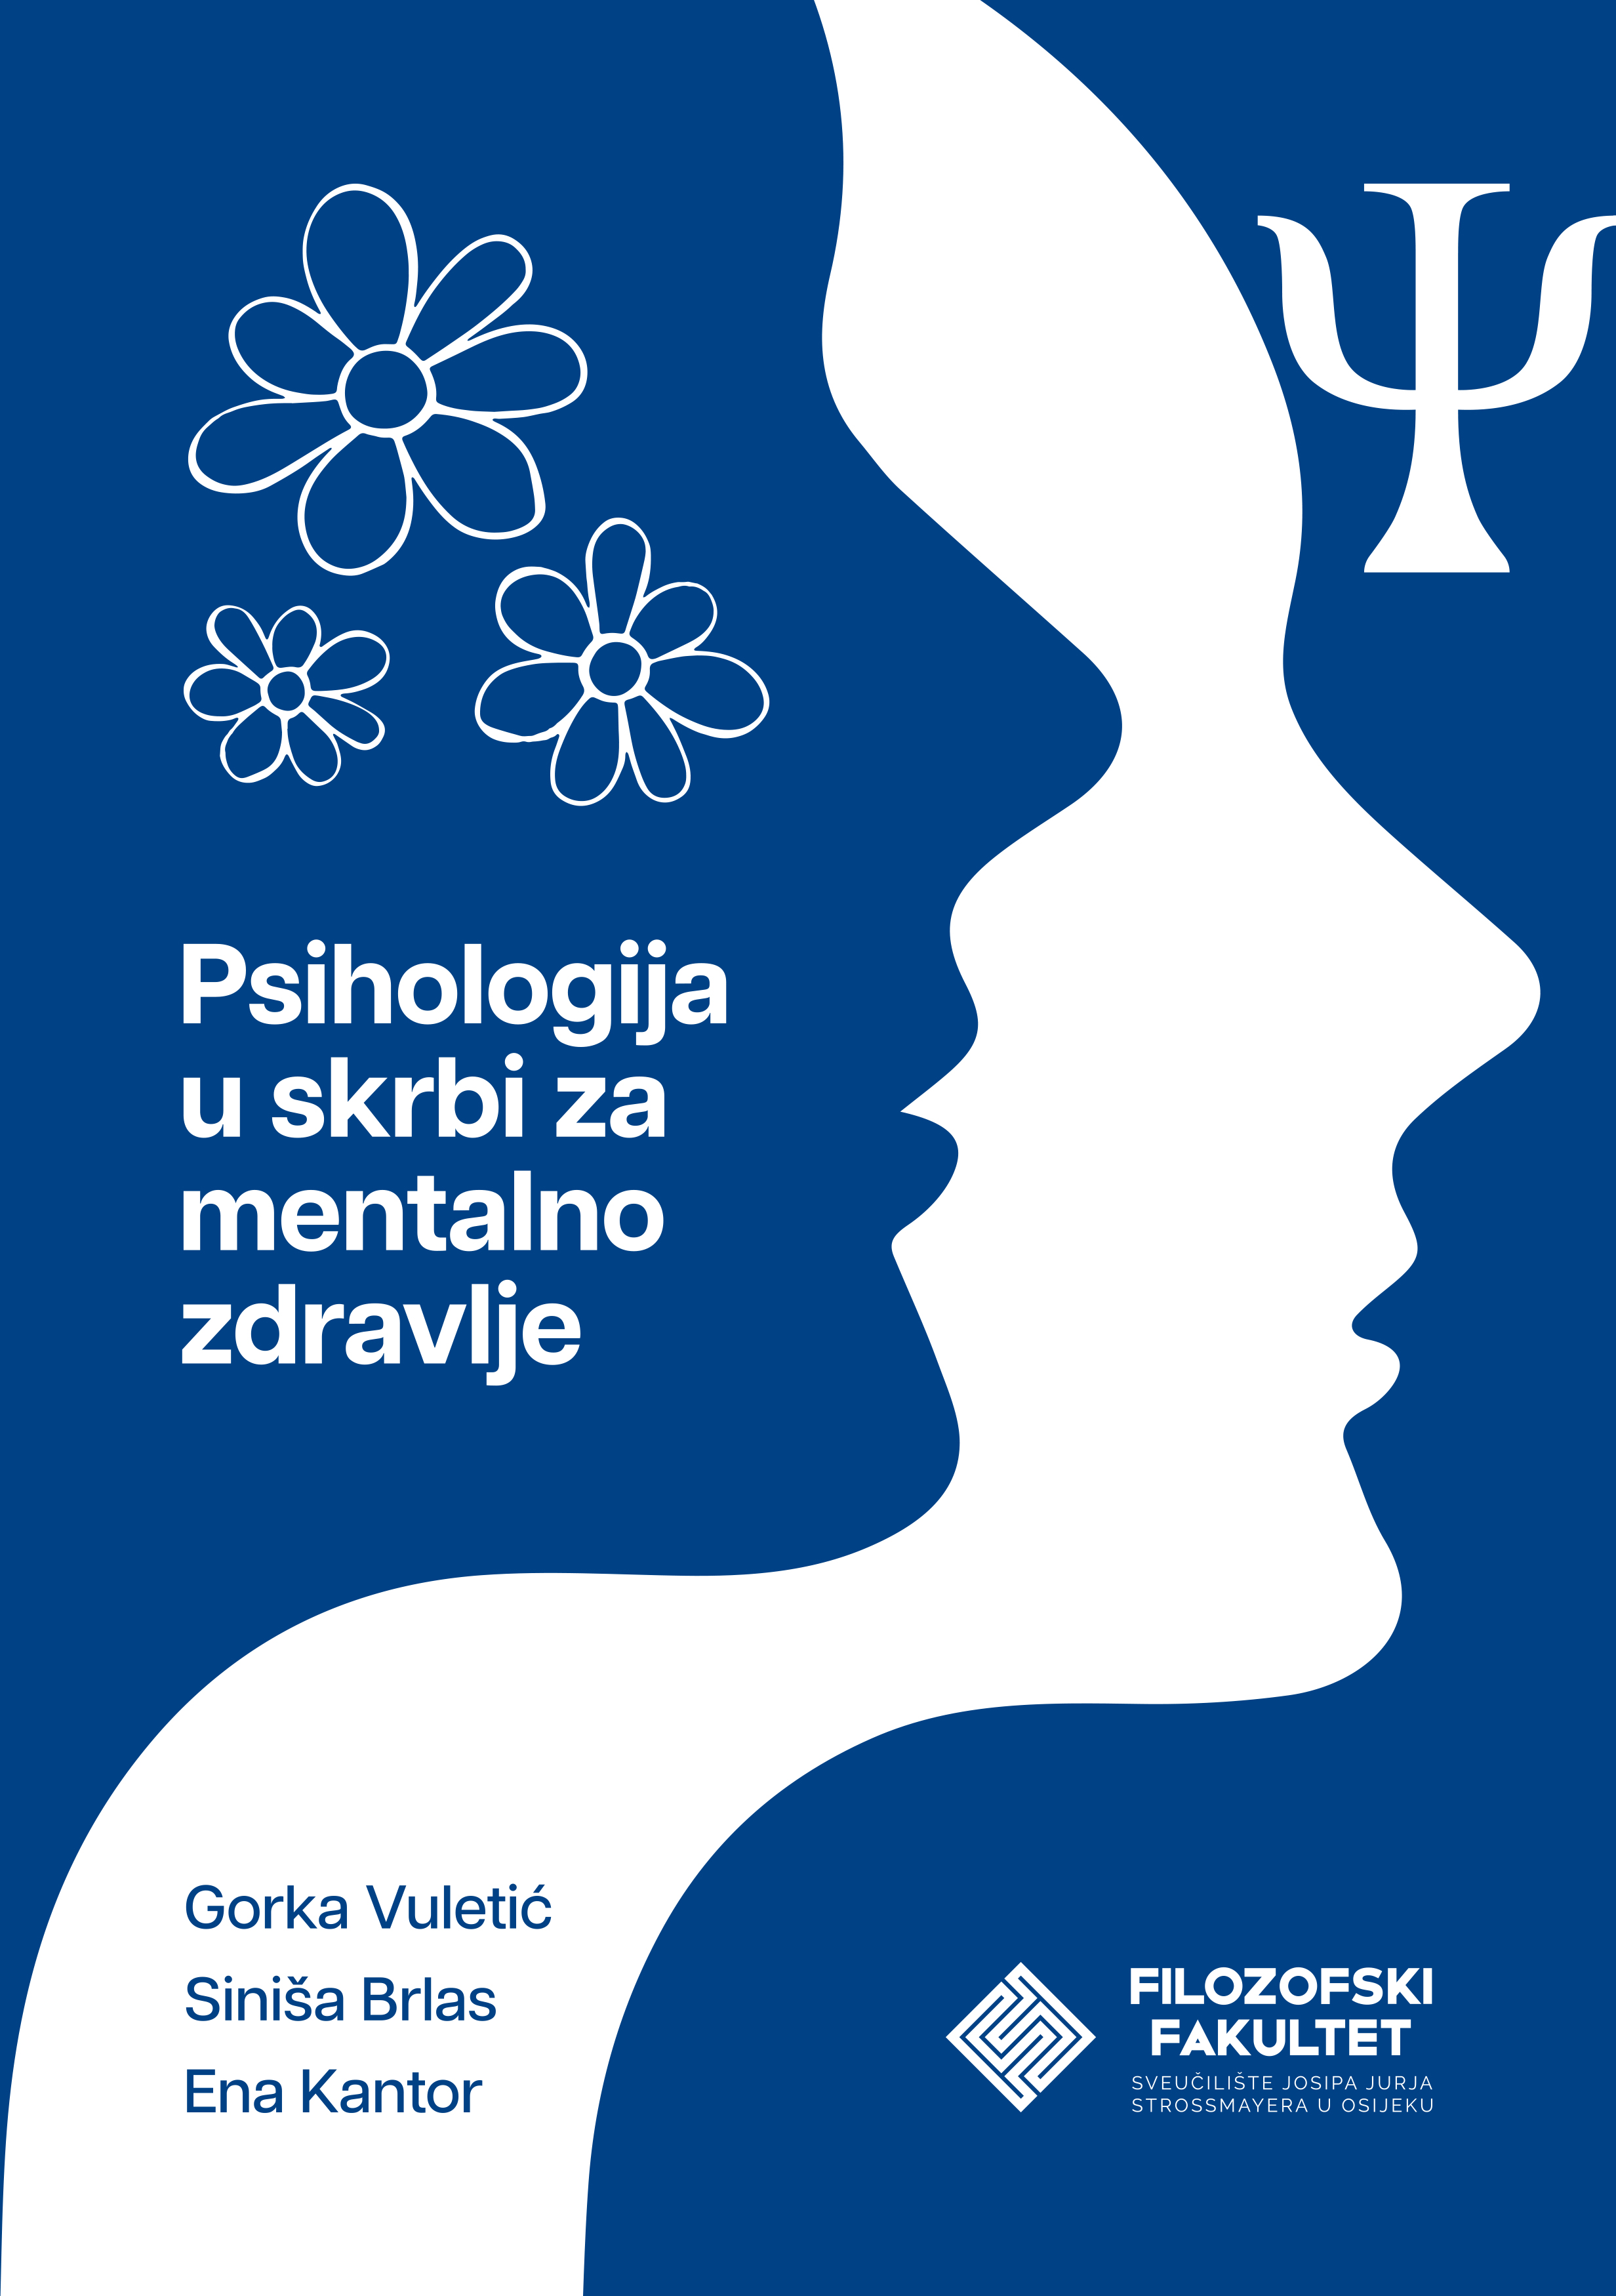 Ψ
Psihologija
u skrbi za
mentalno
zdravlje
Gorka Vuletić
Siniša Brlas
Ena Kantor
FILOZOFSKI
FAKULTET
SVEUČILIŠTE JOSIPA JURJA
STROSSMAYERA U OSIJEKU